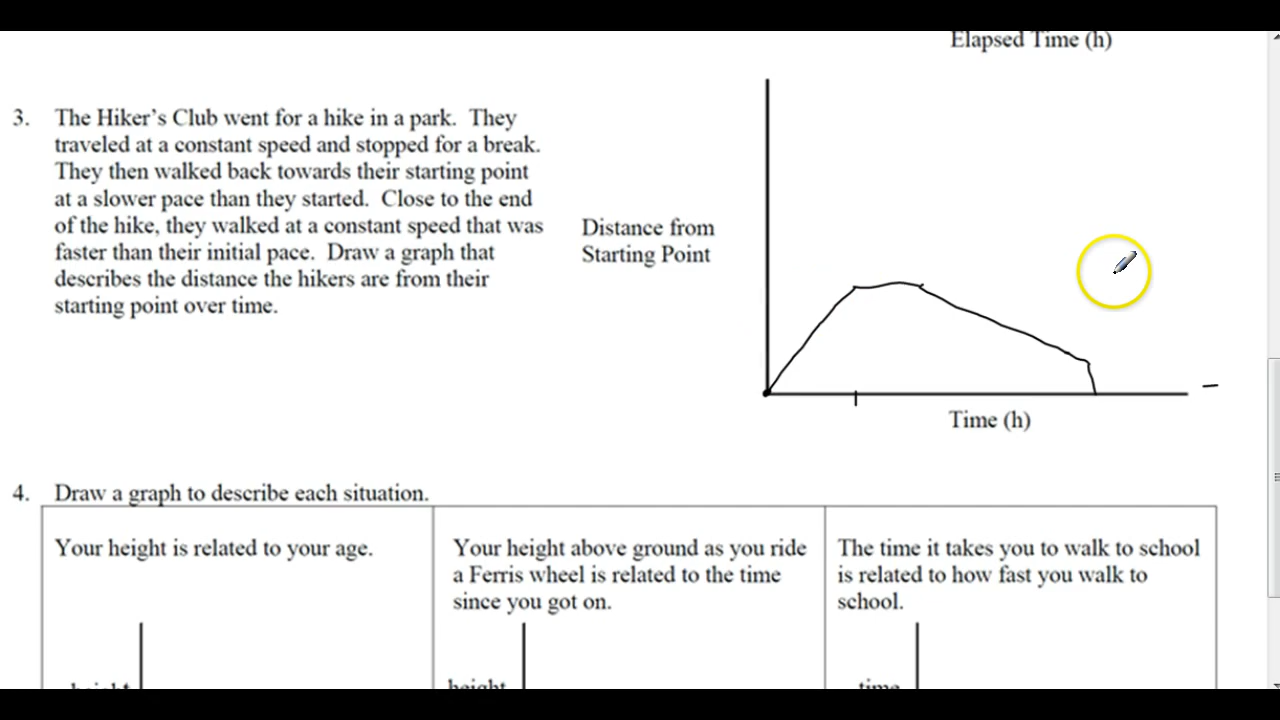 Elapsed Time (h)
3. The Hiker's Club went for a hike in a park. They
traveled at a constant speed and stopped for a break.
They then walked back towards their starting point
at a slower pace than they started. Close to the end
of the hike, they walked at a constant speed that was
faster than their initial pace. Draw a graph that
describes the distance the hikers are from their
starting point over time.
Distance from
Starting Point
Time (h)
4. Draw a graph to describe each situation.
Your height is related to your age.
height
Your height above ground as you ride
a Ferris wheel is related to the time
since you got on.
height
The time it takes you to walk to school
is related to how fast you walk to
school.
time